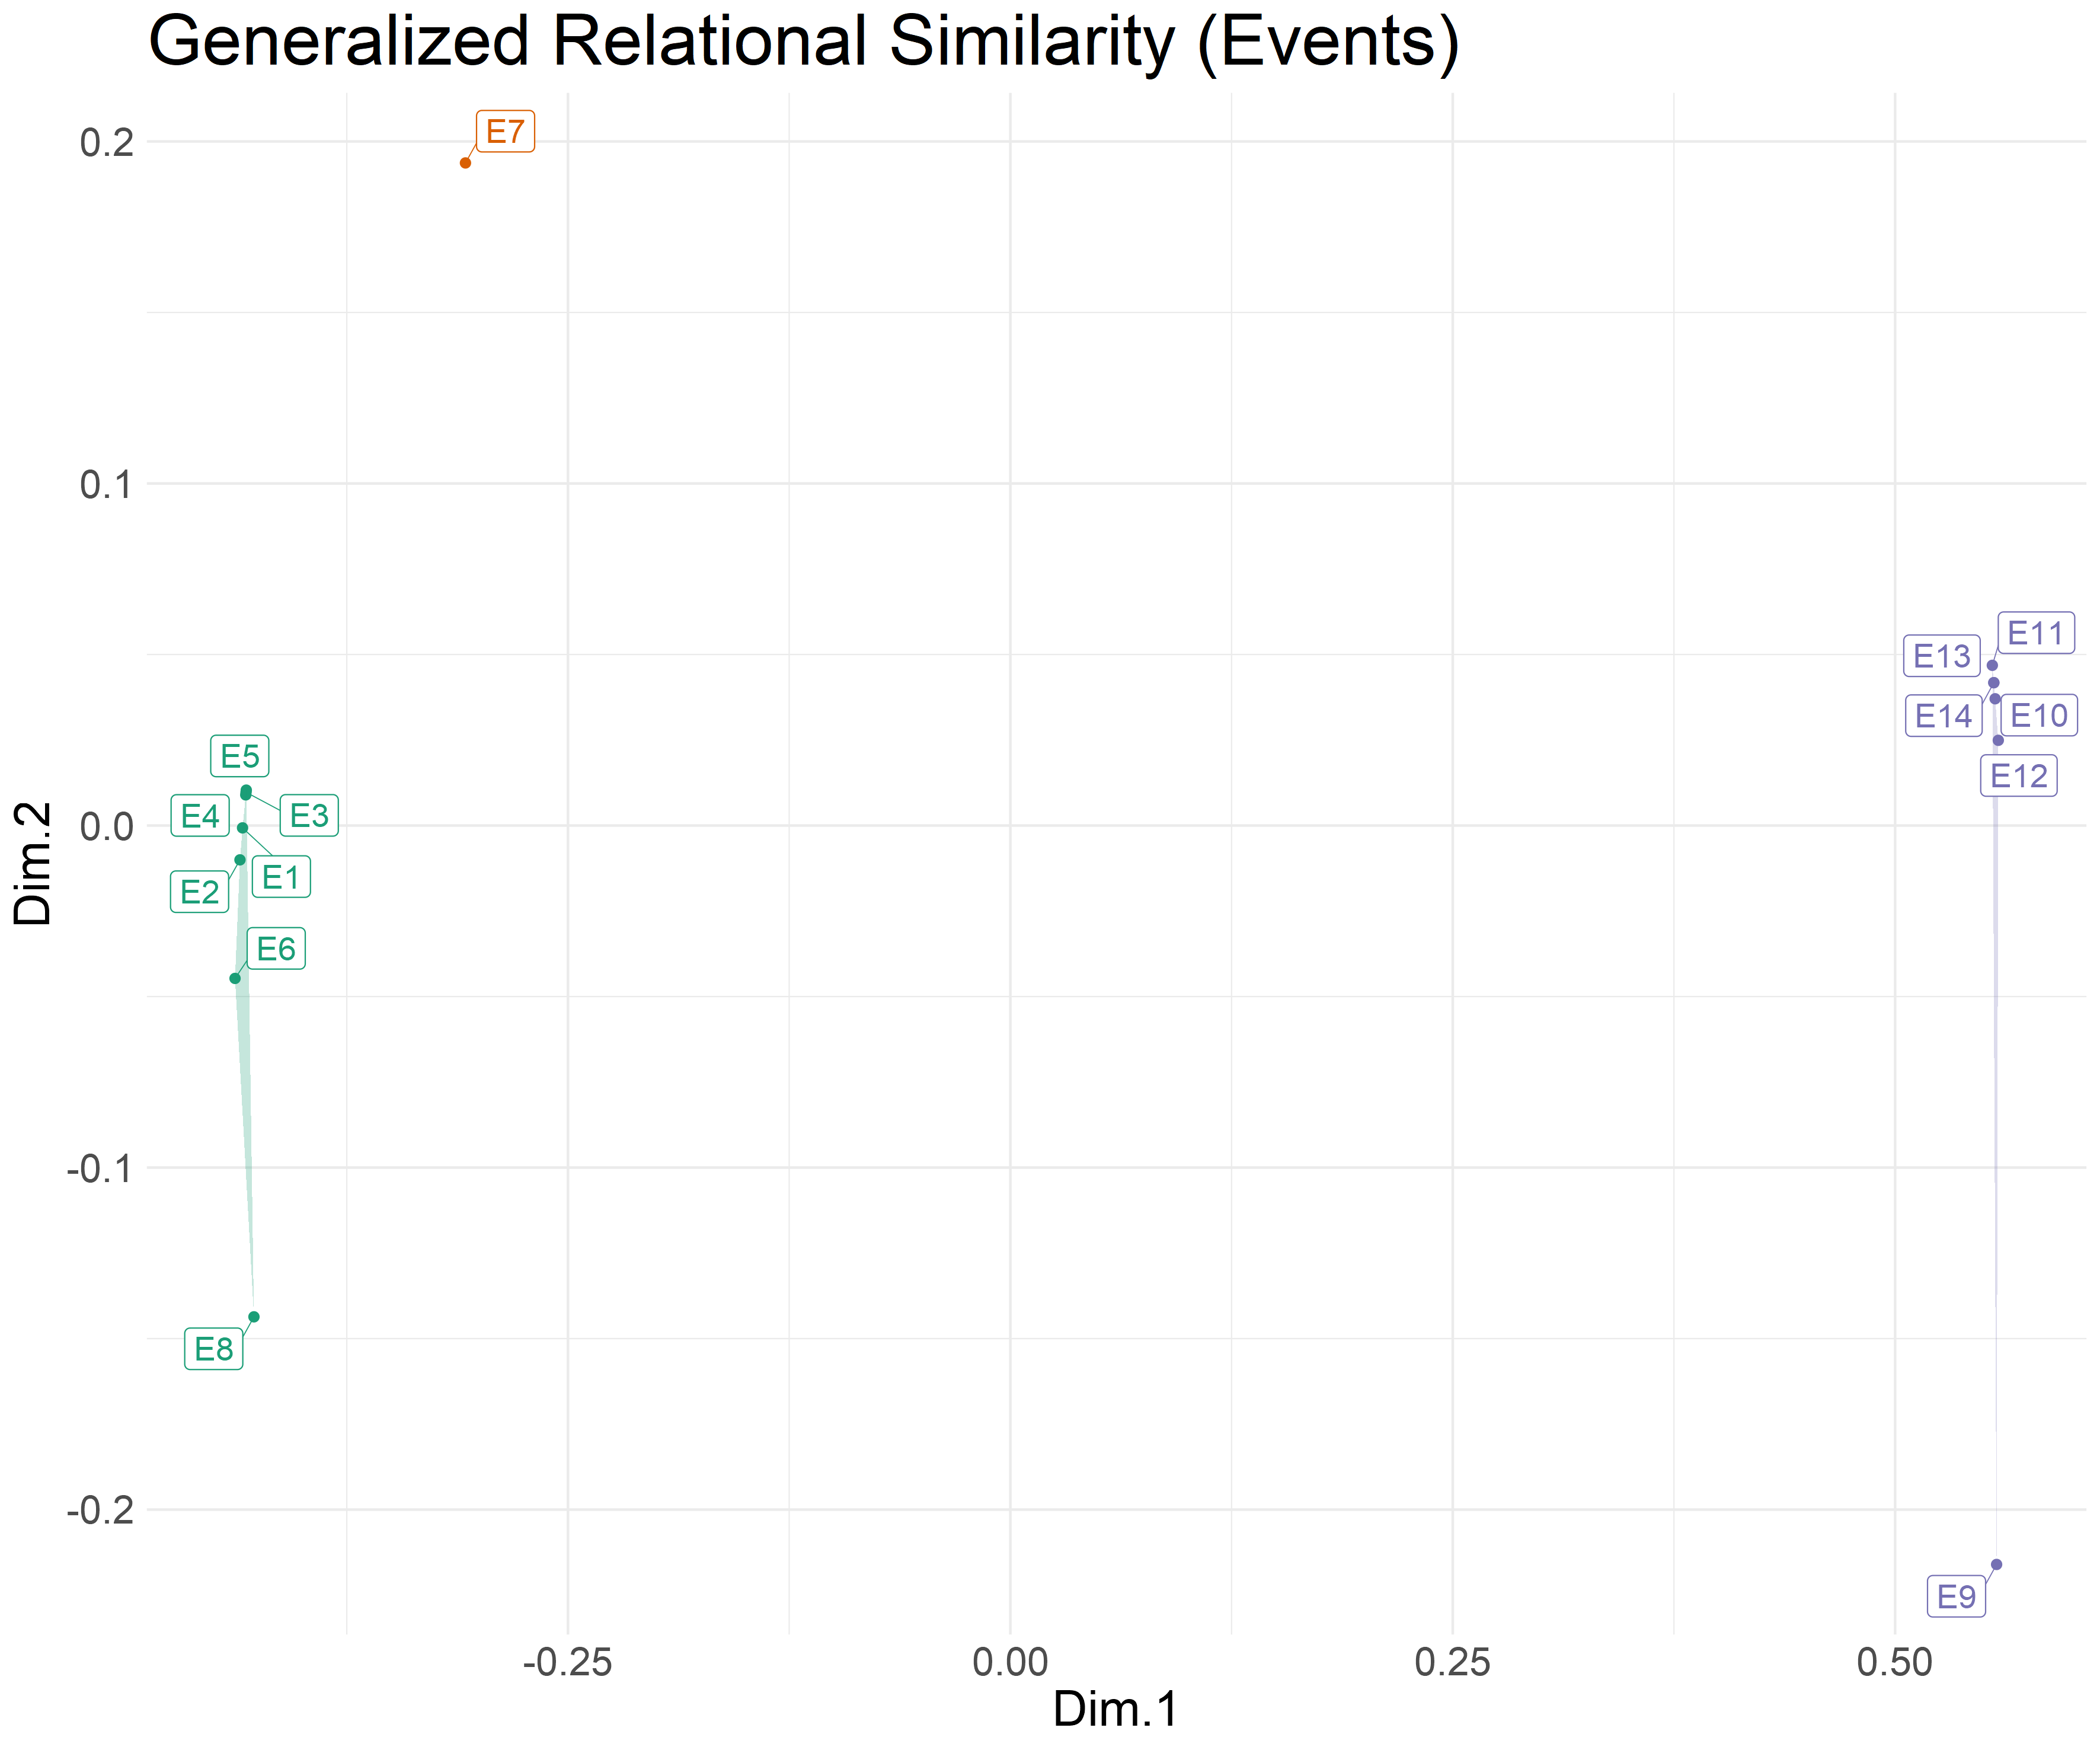 Generalized Relational Similarity (Events)
0.2
0.1
0.0
-0.1
-0.2
Dim.2
E7
E11
E13
E14
E10
E12
E5
E4
E3
E1
E2
E6
E8
E9
-0.25
0.00
0.25
0.50
Dim.1